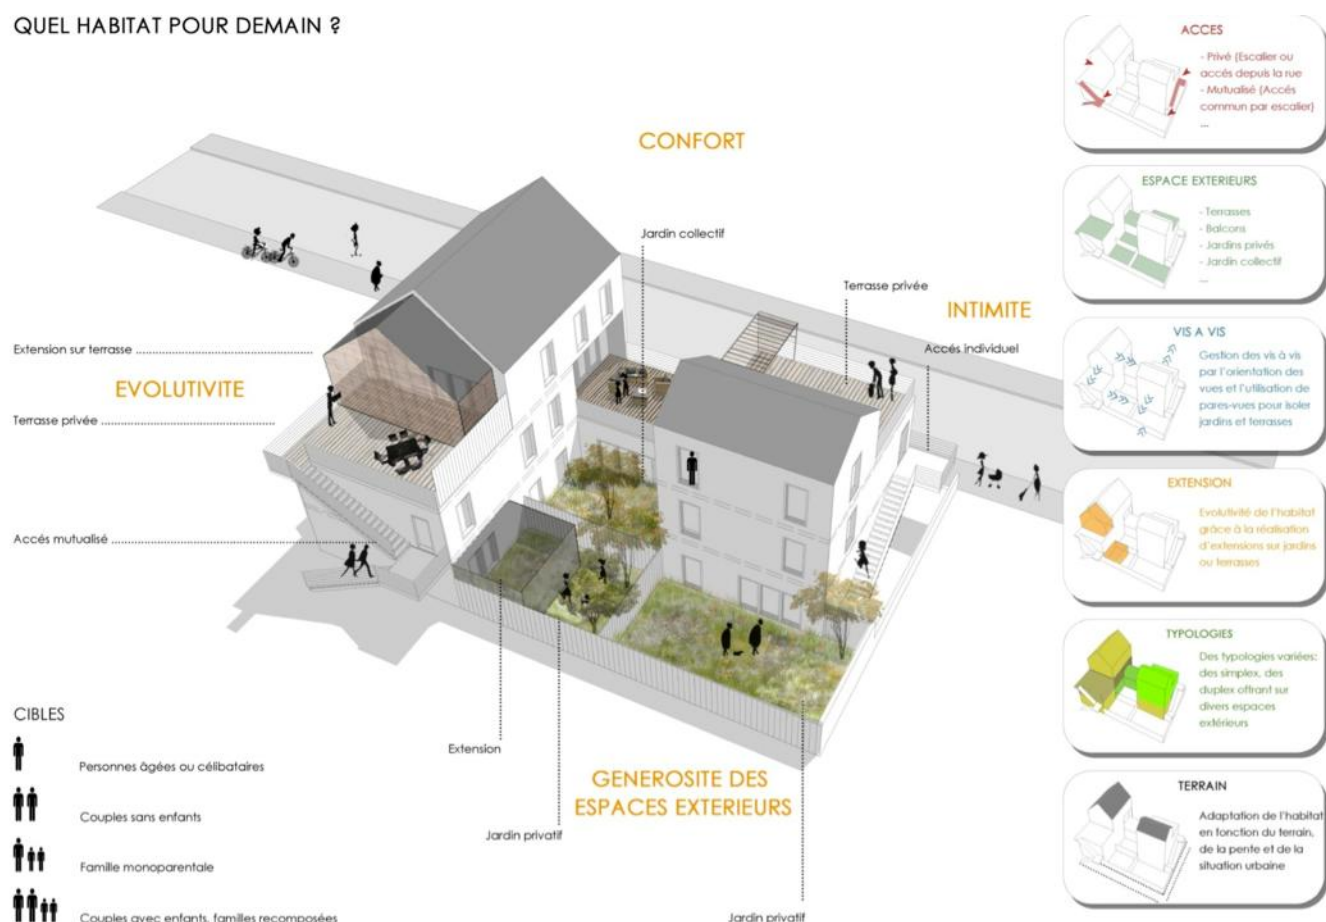 QUEL HABITAT POUR DEMAIN ?
CONFORT
Jardin collectif
Terrasse privée
INTIMITE
Accés individuel
Extension sur terrasse
EVOLUTIVITE
Terrasse privée
Accés mutualisé
Extension
GENEROSITE DES
ESPACES EXTERIEURS
Jardin privatif
Jardin privatif
CIBLES
Personnes âgées ou célibataires
Couples sans enfants
Famille monoparentale
Couples avec enfants, familles recomposées
ACCES
- Privé (Escalier ou
accés depuis la rue
- Mutualisé (Accés
commun par escalier)
...
ESPACE EXTERIEURS
- Terrasses
- Balcons
- Jardins privés
- Jardin collectif
...
VIS A VIS
Gestion des vis à vis
par l'orientation des
vues et l'utilisation de
pares-vues pour isoler
jardins et terrasses
EXTENSION
Evolutivité de l'habitat
grâce à la réalisation
d'extensions sur jardins
ou terrasses
TYPOLOGIES
Des typologies variées:
des simplex, des
duplex offrant sur
divers espaces
extérieurs
TERRAIN
Adaptation de l'habitat
en fonction du terrain,
de la pente et de la
situation urbaine